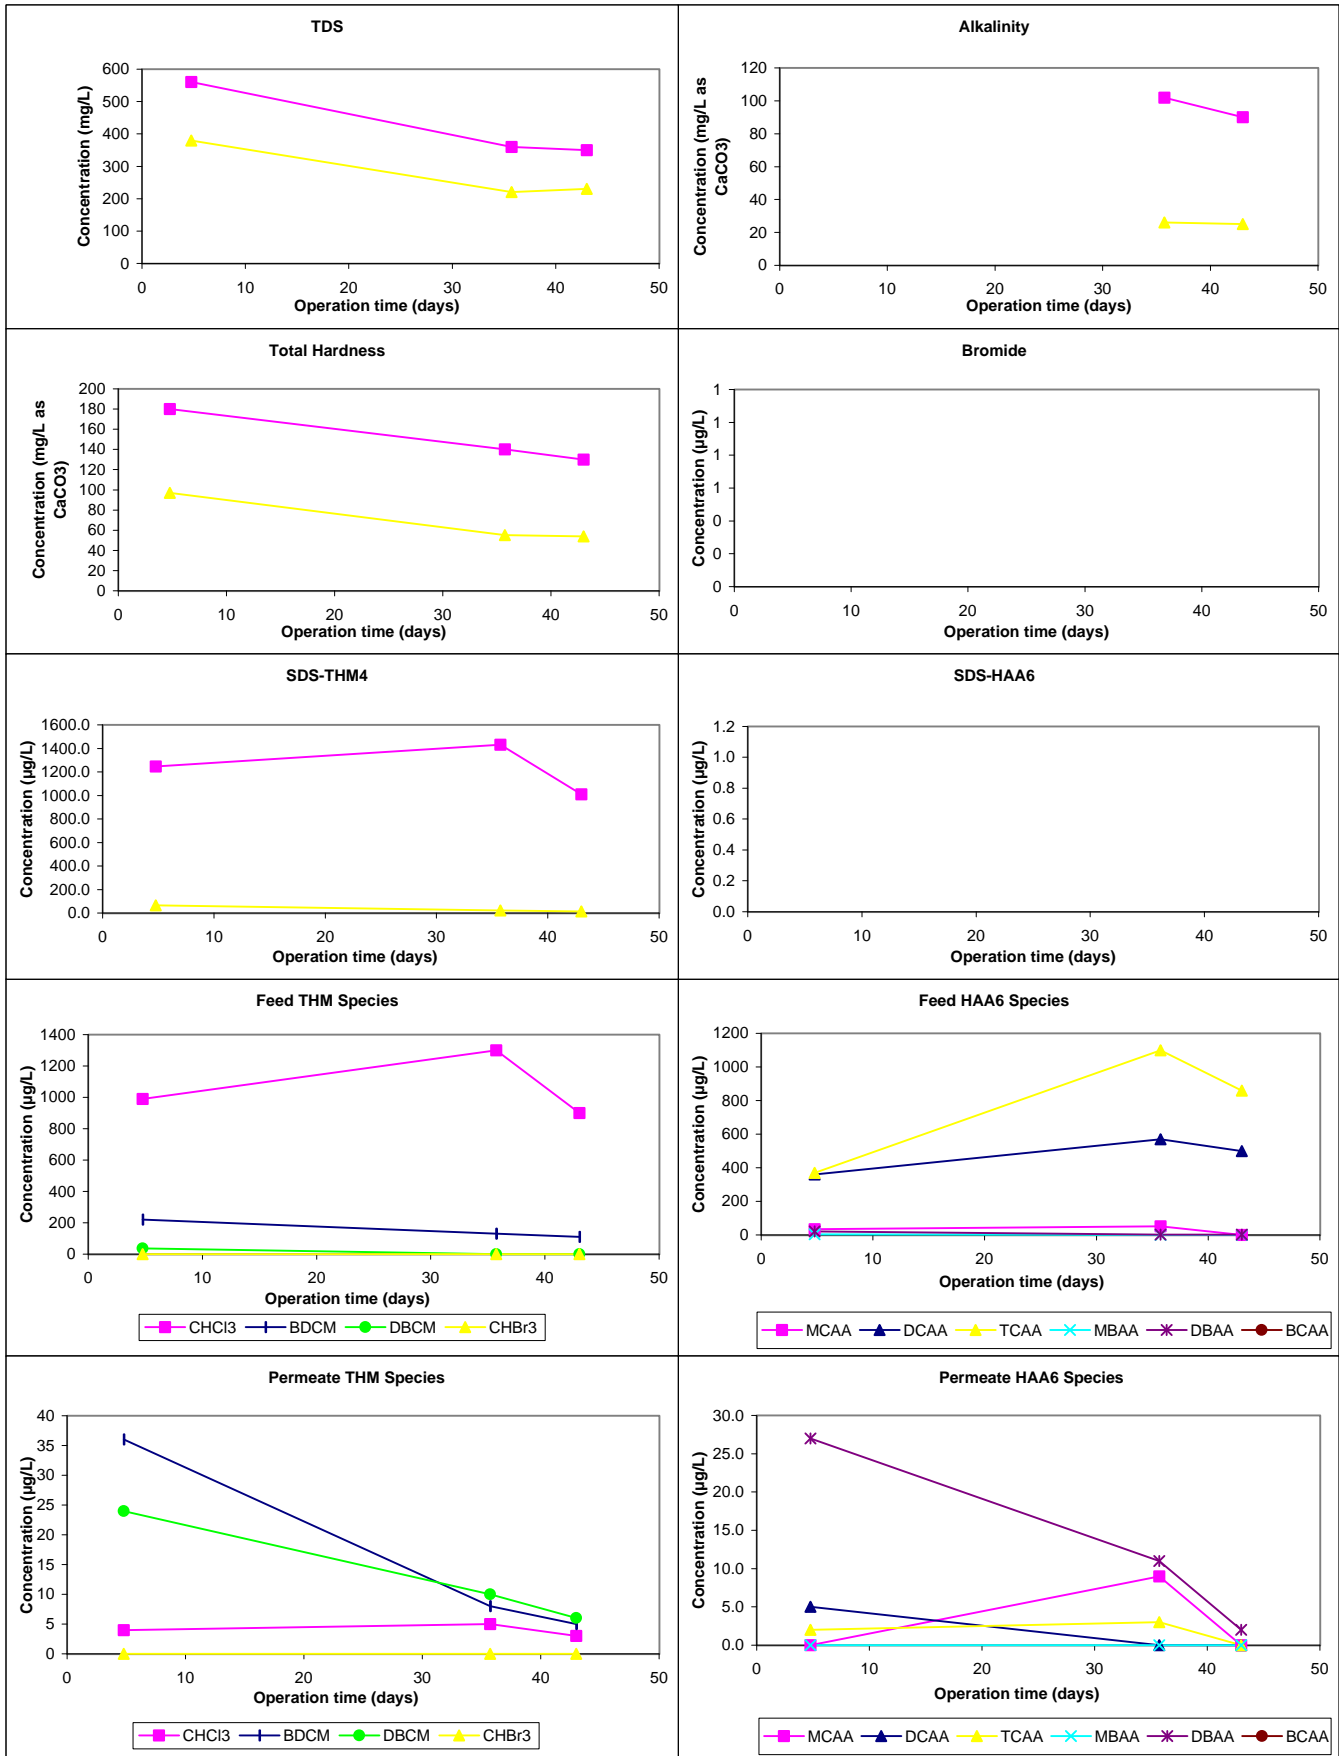 TDS
Concentration (mg/L)
600
500
400
300
200
100
0
0 10 20 30 40 50
Operation time (days)
Alkalinity
Concentration (mg/L as
CaCO3)
120
100
80
60
40
20
0
0 10 20 30 40 50
Operation time (days)
Total Hardness
Concentration (mg/L as
CaCO3)
200
180
160
140
120
100
80
60
40
20
0
0 10 20 30 40 50
Operation time (days)
Bromide
Concentration (µg/L)
1
1
1
1
0
0
0
0 10 20 30 40 50
Operation time (days)
SDS-THM4
Concentration (µg/L)
1600.0
1400.0
1200.0
1000.0
800.0
600.0
400.0
200.0
0.0
0 10 20 30 40 50
Operation time (days)
SDS-HAA6
Concentration (µg/L)
1.2
1.0
0.8
0.6
0.4
0.2
0.0
0 10 20 30 40 50
Operation time (days)
Feed THM Species
Concentration (µg/L)
1400
1200
1000
800
600
400
200
0
0 10 20 30 40 50
Operation time (days)
CHCl3 BDCM DBCM CHBr3
Feed HAA6 Species
Concentration (µg/L)
1200
1000
800
600
400
200
0
0 10 20 30 40 50
Operation time (days)
MCAA DCAA TCAA MBAA DBAA BCAA
Permeate THM Species
Concentration (µg/L)
40
35
30
25
20
15
10
5
0
0 10 20 30 40 50
Operation time (days)
CHCl3 BDCM DBCM CHBr3
Permeate HAA6 Species
Concentration (µg/L)
30.0
25.0
20.0
15.0
10.0
5.0
0.0
0 10 20 30 40 50
Operation time (days)
MCAA DCAA TCAA MBAA DBAA BCAA